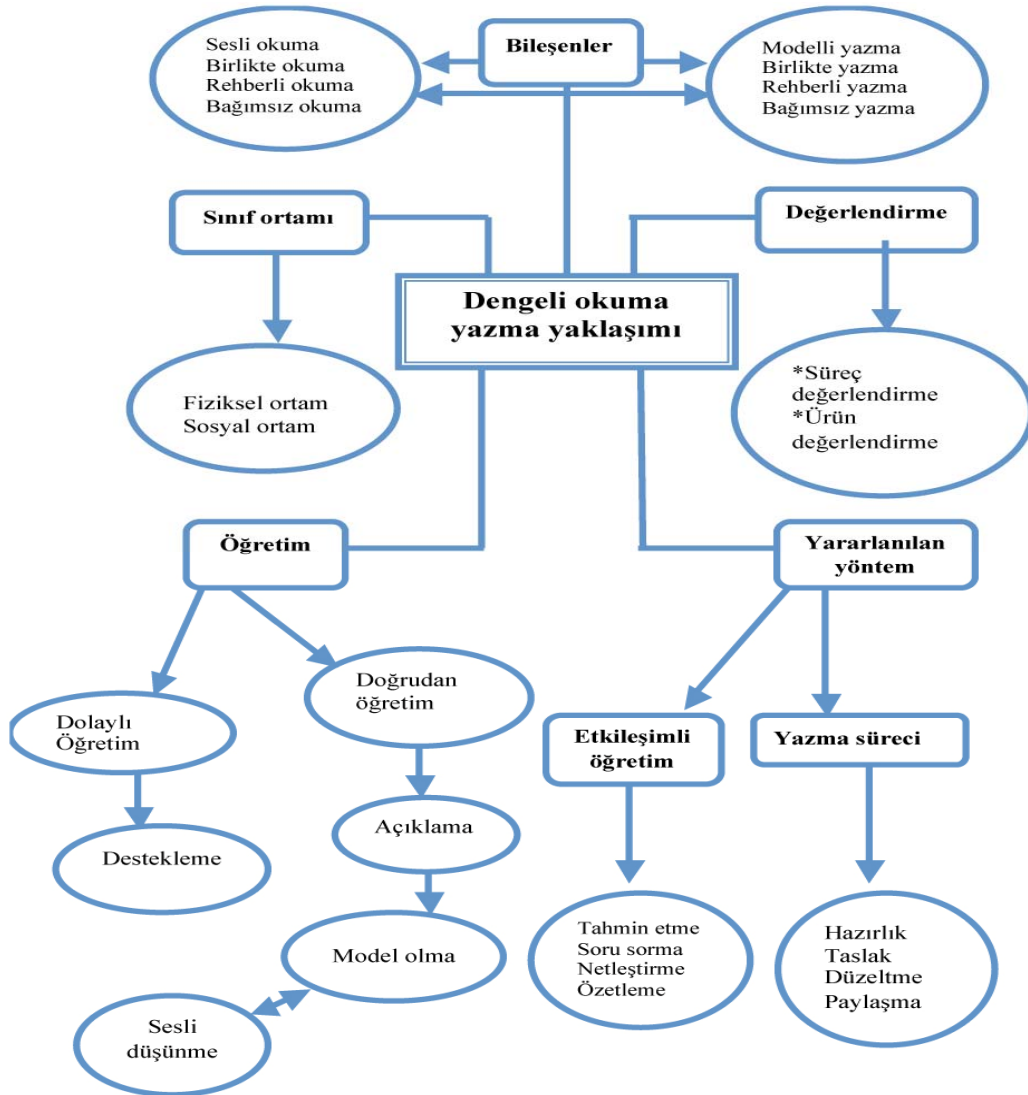 Sesli okuma
Birlikte okuma
Rehberli okuma
Bağımsız okuma
Bileşenler
Modelli yazma
Birlikte yazma
Rehberli yazma
Bağımsız yazma
Sınıf ortamı
Değerlendirme
Dengeli okuma
yazma yaklaşımı
Fiziksel ortam
Sosyal ortam
*Süreç
değerlendirme
*Ürün
değerlendirme
Öğretim
Yararlanılan
yöntem
Dolaylı
Öğretim
Doğrudan
öğretim
Etkileşimli
öğretim
Yazma süreci
Destekleme
Açıklama
Model olma
Sesli
düşünme
Tahmin etme
Soru sorma
Netleştirme
Özetleme
Hazırlık
Taslak
Düzeltme
Paylaşma